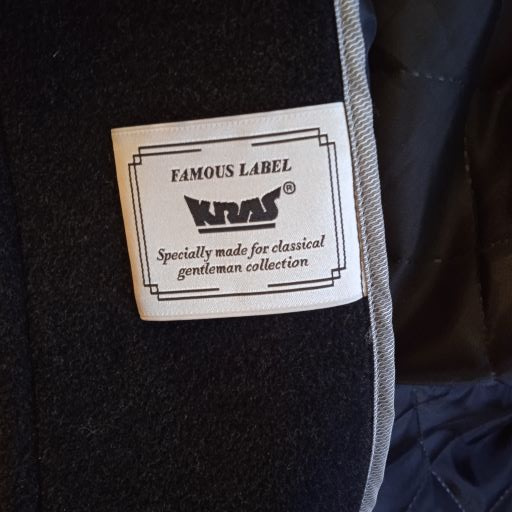 FAMOUS LABEL
KRAS®
Specially made for classical
gentleman collection